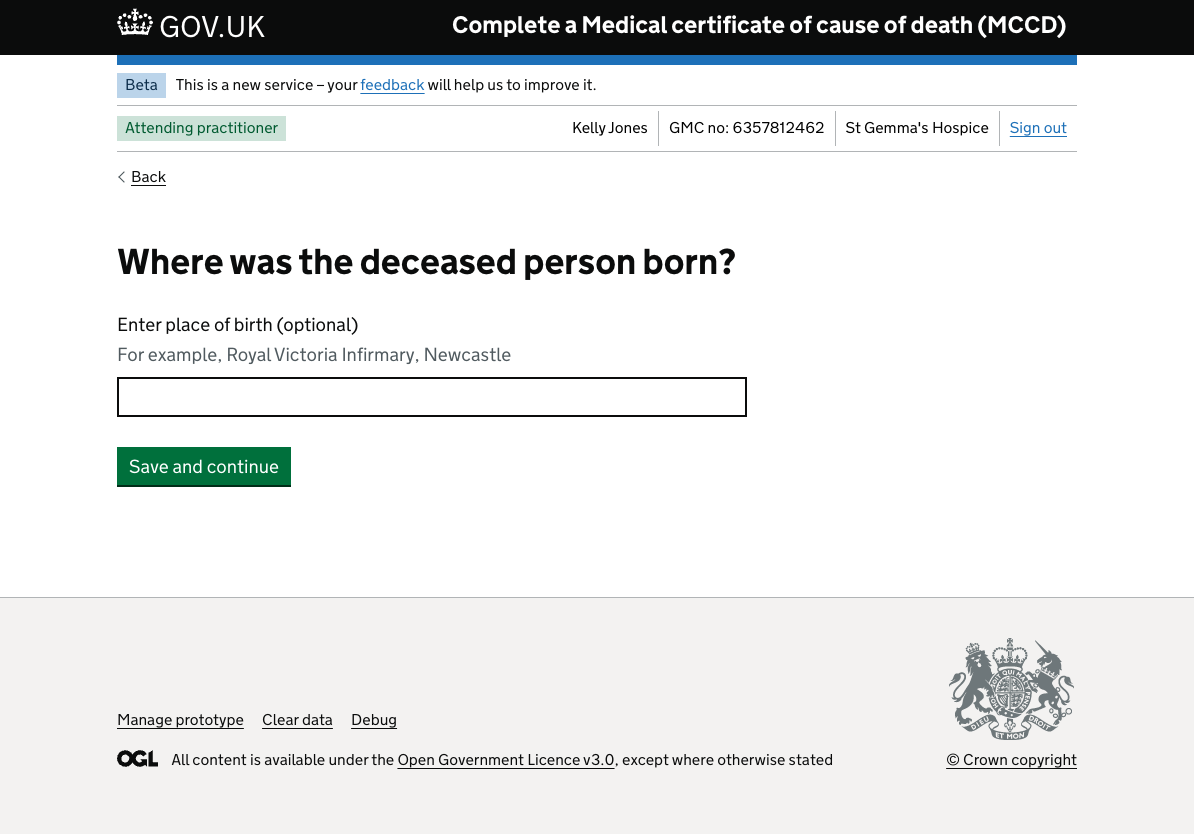 GOV.UK
Complete a Medical certificate of cause of death (MCCD)
Beta This is a new service – your feedback will help us to improve it.
Attending practitioner
Kelly Jones GMC no: 6357812462 St Gemma's Hospice Sign out
Back
Where was the deceased person born?
Enter place of birth (optional)
For example, Royal Victoria Infirmary, Newcastle
Save and continue
Manage prototype Clear data Debug
OGL All content is available under the Open Government Licence v3.0, except where otherwise stated
DIEU ET MON DROIT
© Crown copyright